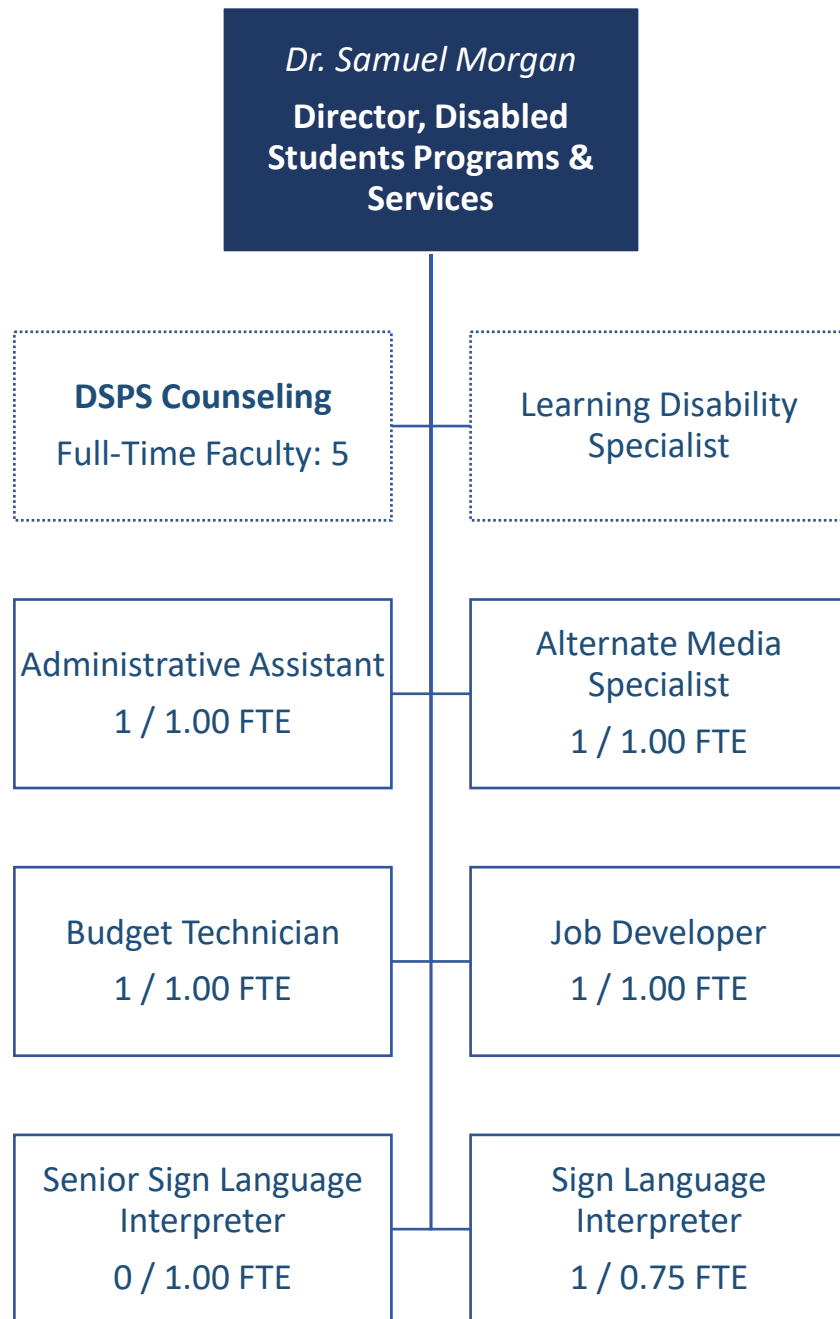 Dr. Samuel Morgan
Director, Disabled
Students Programs &
Services
DSPS Counseling
Full-Time Faculty: 5
Learning Disability
Specialist
Administrative Assistant
1 / 1.00 FTE
Alternate Media
Specialist
1 / 1.00 FTE
Budget Technician
1 / 1.00 FTE
Job Developer
1 / 1.00 FTE
Senior Sign Language
Interpreter
0 / 1.00 FTE
Sign Language
Interpreter
1 / 0.75 FTE